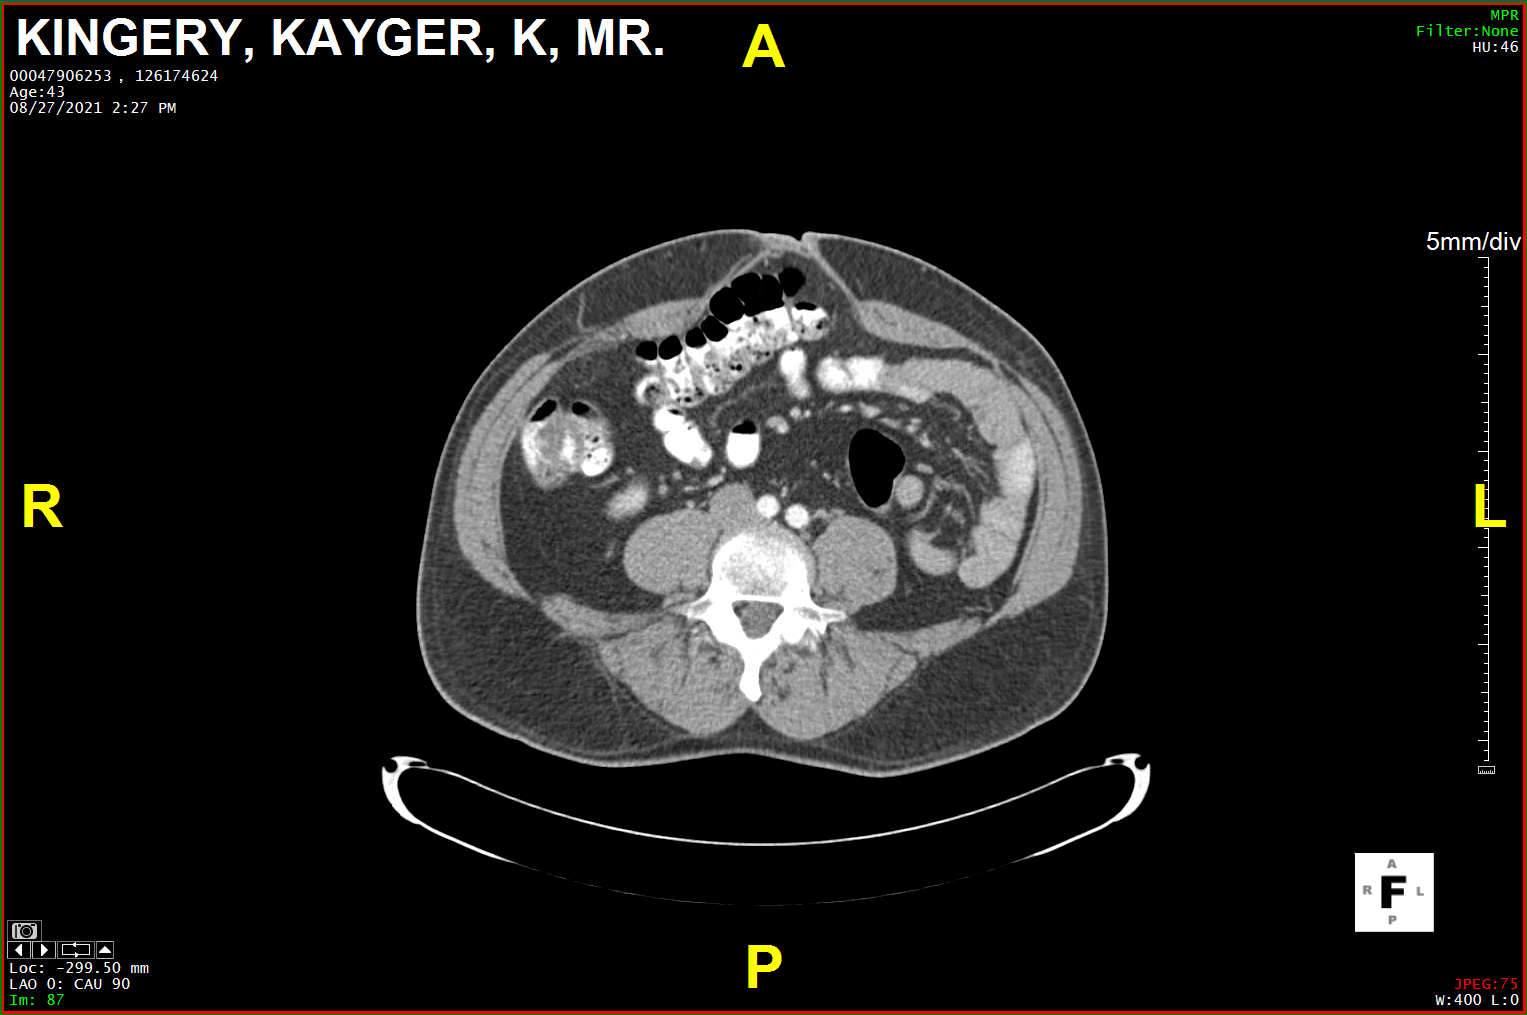 KINGERY, KAYGER, K, MR.
00047906253 , 126174624
Age:43
08/27/2021 2:27 PM
A
MPR
Filter:None
HU:46
5mm/div
R
L
A
R F L
P
P
Loc: -299.50 mm
LAO 0: CAU 90
Im: 87
JPEG:75
W:400 L:0